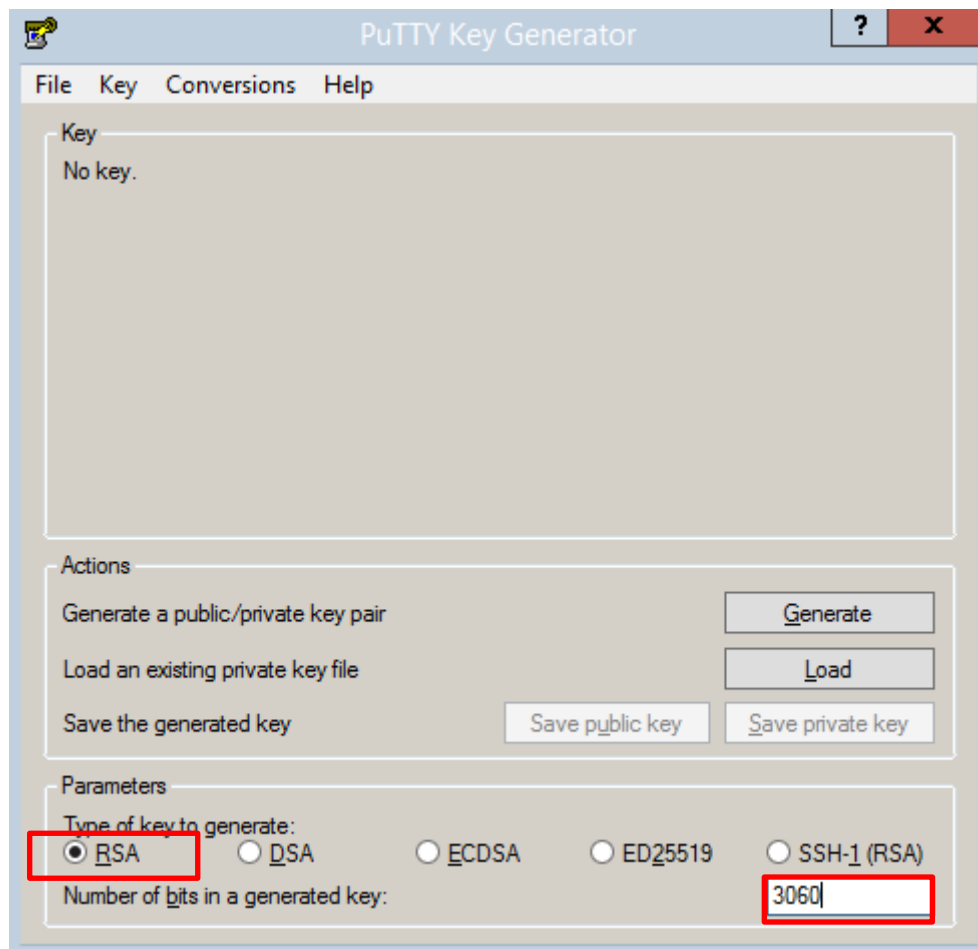 PuTTY Key Generator ? x
File Key Conversions Help
Key
No key.
Actions
Generate a public/private key pair Generate
Load an existing private key file Load
Save the generated key Save public key Save private key
Parameters
Type of key to generate:
RSA DSA ECDSA ED25519 SSH-1 (RSA)
Number of bits in a generated key: 3060